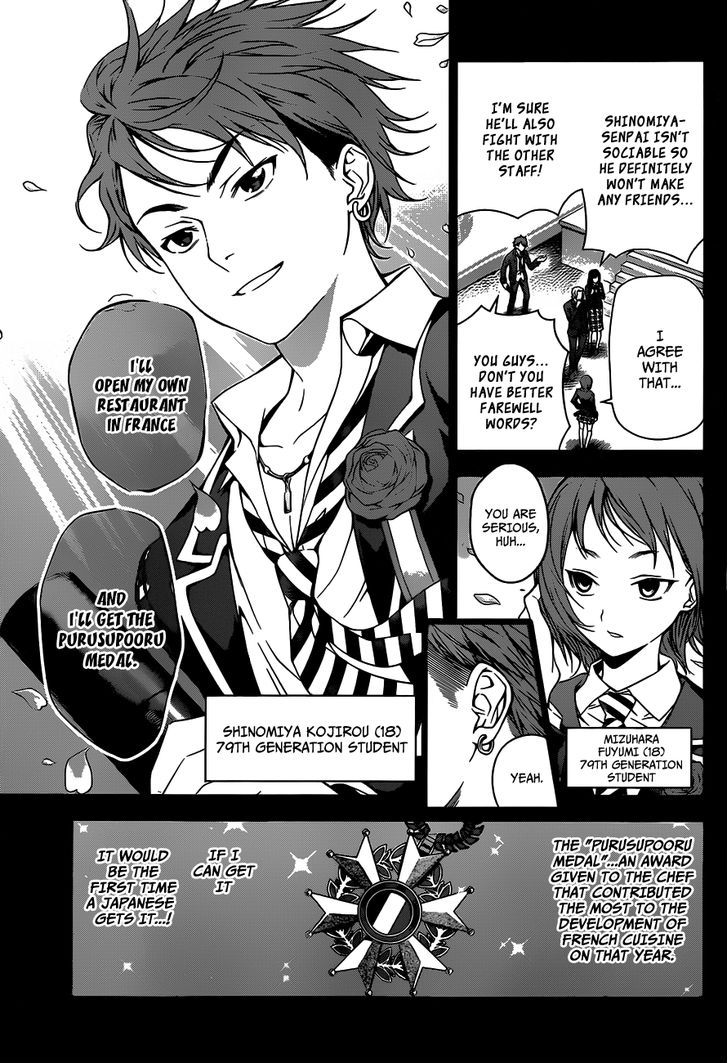 SHINOMIYA-
SENPAI ISN'T
SOCIABLE SO
HE DEFINITELY
WON'T MAKE
ANY FRIENDS...
I'M SURE
HE'LL ALSO
FIGHT WITH
THE OTHER
STAFF!
I
AGREE
WITH
THAT...
YOU GUYS...
DON'T YOU
HAVE BETTER
FAREWELL
WORDS?
YOU ARE
SERIOUS,
HUH...
MIZUHARA
FUYUMI (18)
79TH GENERATION
STUDENT
YEAH.
I'LL
OPEN MY OWN
RESTAURANT
IN FRANCE
AND
I'LL GET THE
PURUSUPOORU
MEDAL.
SHINOMIYA KOJIROU (18)
79TH GENERATION STUDENT
THE "PURUSUPOORU
MEDAL"...AN AWARD
GIVEN TO THE CHEF
THAT CONTRIBUTED
THE MOST TO THE
DEVELOPMENT OF
FRENCH CUISINE
ON THAT YEAR.
IF I
CAN GET
IT
IT WOULD
BE THE
FIRST TIME
A JAPANESE
GETS IT...!